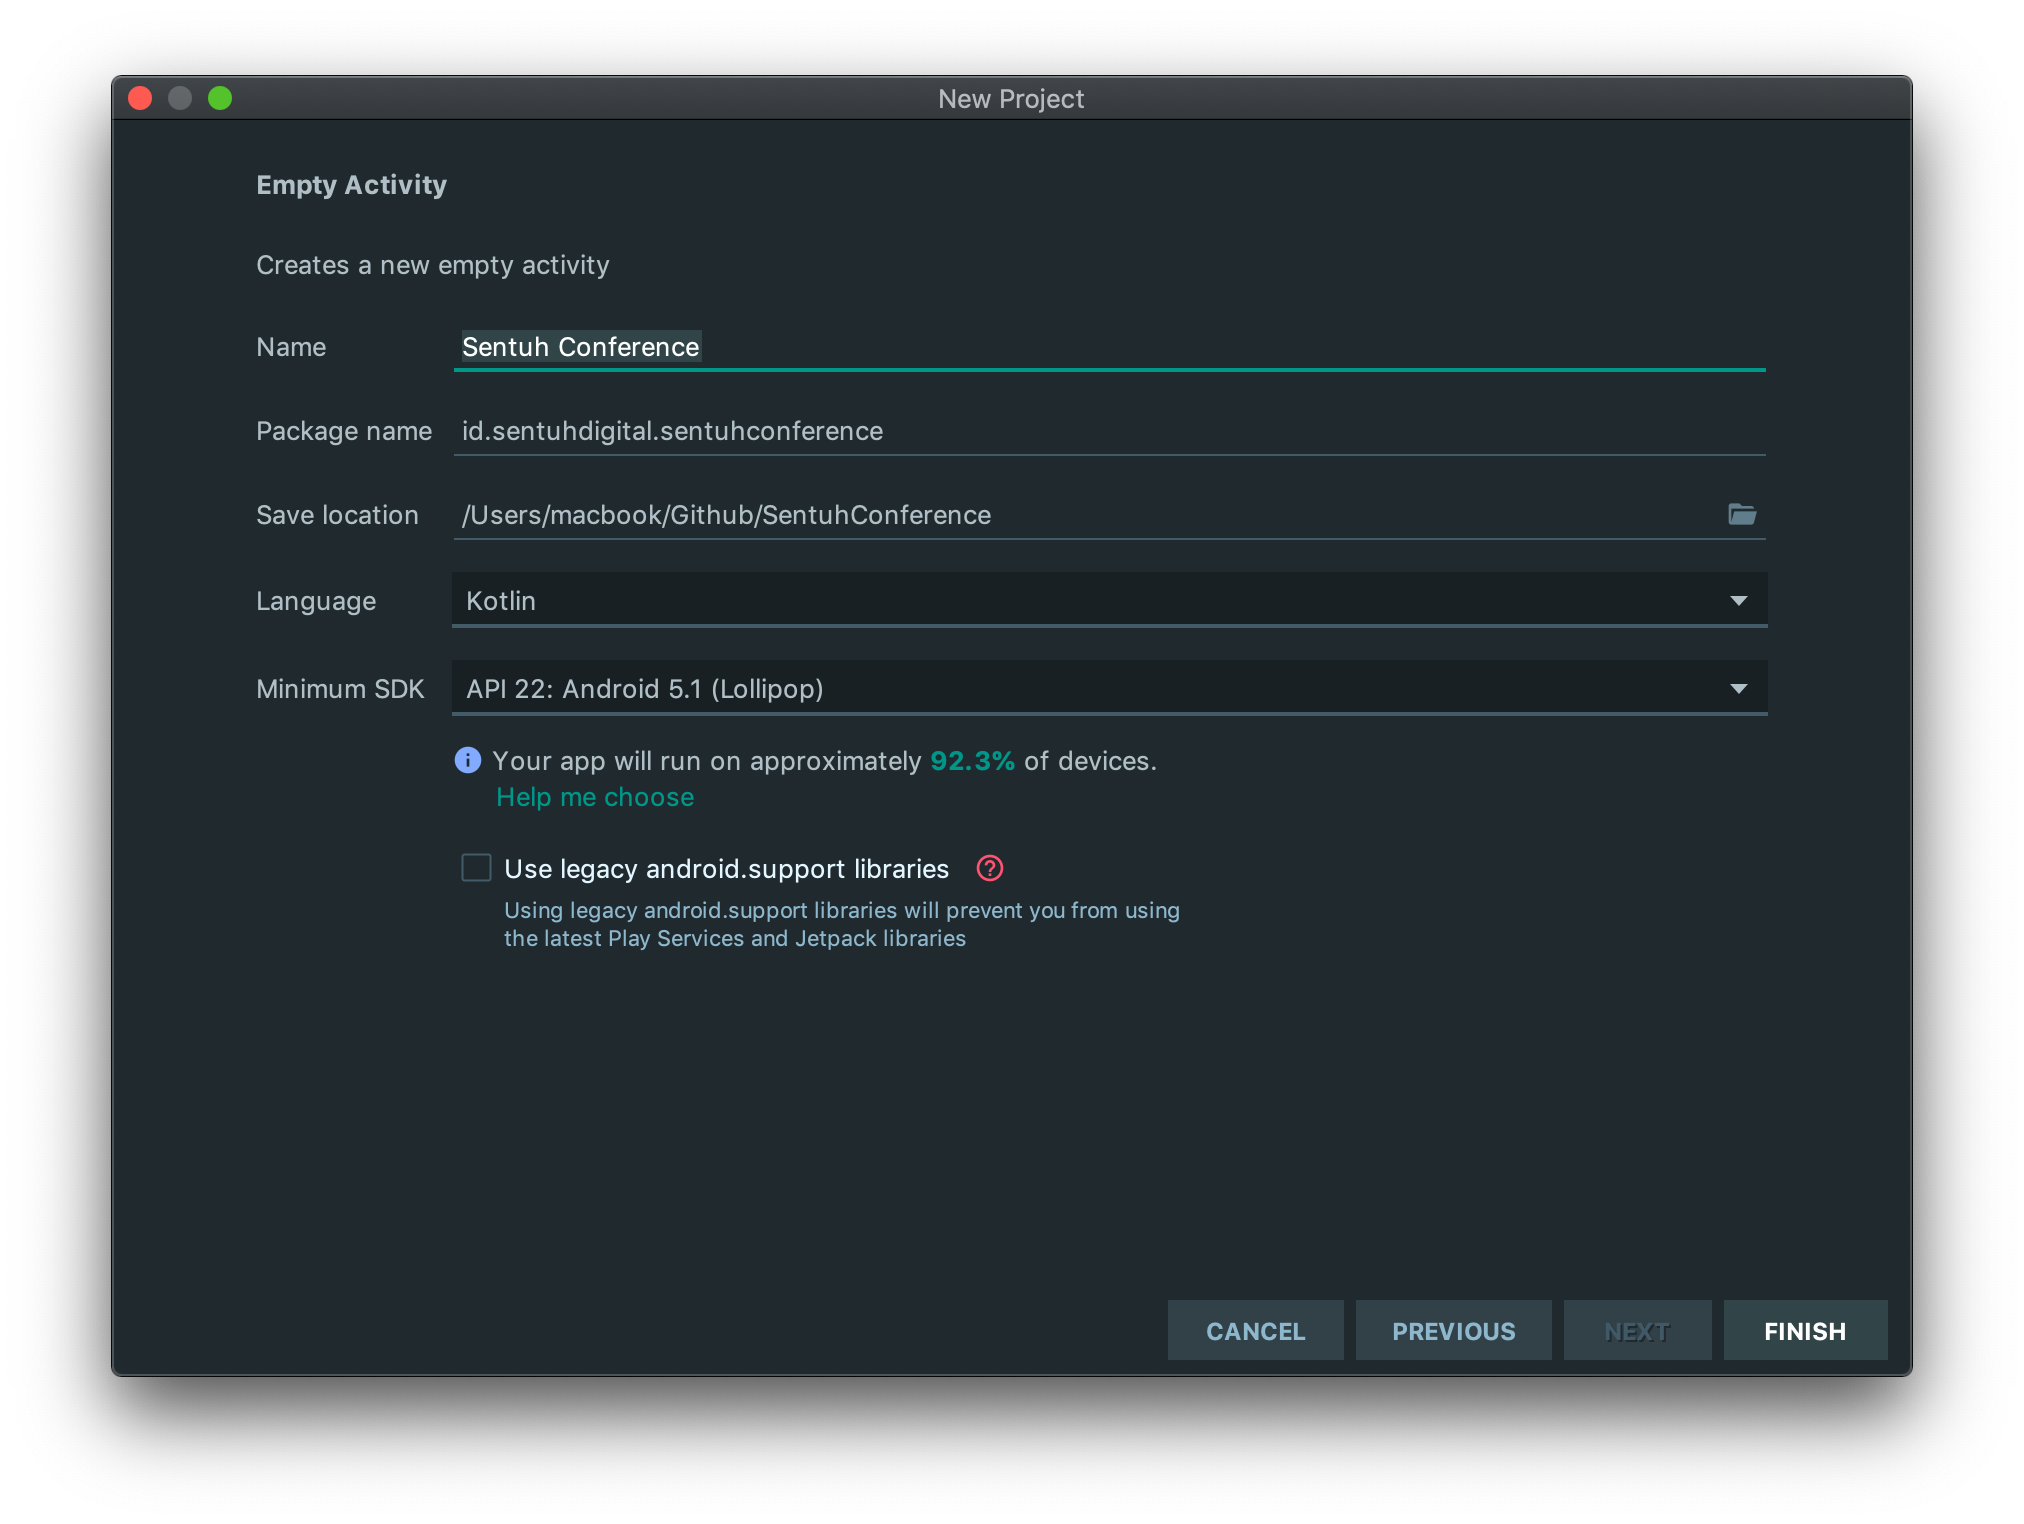 New Project
Empty Activity
Creates a new empty activity
Name
Sentuh Conference
Package name
id.sentuhdigital.sentuhconference
Save location
/Users/macbook/Github/SentuhConference
Language
Kotlin
Minimum SDK
API 22: Android 5.1 (Lollipop)
Your app will run on approximately 92.3% of devices.
Help me choose
Use legacy android.support libraries
Using legacy android.support libraries will prevent you from using
the latest Play Services and Jetpack libraries
CANCEL
PREVIOUS
NEXT
FINISH